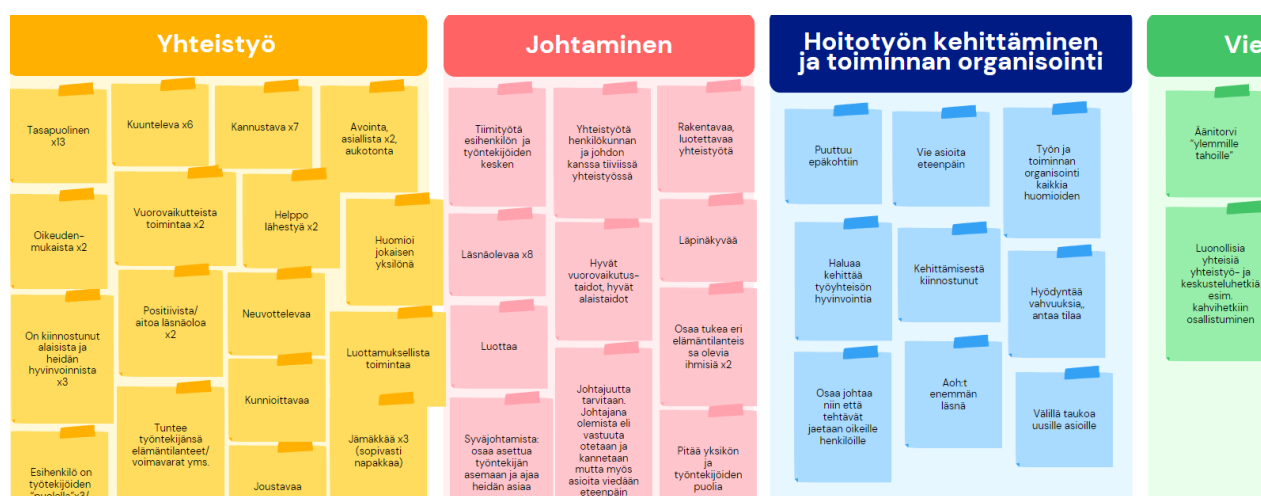 Yhteistyö
Tasapuolinen
x13
Kuunteleva x6
Kannustava x7
Avointa,
asiallista x2,
aukotonta
Oikeuden-
mukaista x2
Vuorovaikutteista
toimintaa x2
Helppo
lähestyä x2
Huomioi
jokaisen
yksilönä
On kiinnostunut
alaisista ja
heidän
hyvinvoinnista
x3
Positiivista/
aitoa läsnäoloa
x2
Neuvottelevaa
Luottamuksellista
toimintaa
Kunnioittavaa
Tuntee
työntekijänsä
elämäntilanteet/
voimavarat yms.
Jämäkkää x3
(sopivasti
napakkaa)
Esihenkilö on
työtekijöiden
"puolella"x3/
Joustavaa
Johtaminen
Tiimityötä
esihenkilön ja
työntekijöiden
kesken
Yhteistyötä
henkilökunnan
ja johdon
kanssa tiiviissä
yhteistyössä
Rakentavaa,
luotettavaa
yhteistyötä
Läsnäolevaa x8
Hyvät
vuorovaikutus-
taidot, hyvät
alaistaidot
Läpinäkyvää
Luottaa
Osaa tukea eri
elämäntilanteis
sa olevia
ihmisiä x2
Syväjohtamista:
osaa asettua
työntekijän
asemaan ja ajaa
heidän asiaa
Johtajuutta
tarvitaan.
Johtajana
olemista eli
vastuuta
otetaan ja
kannetaan
mutta myös
asioita viedään
eteenpäin
Pitää yksikön
ja
työntekijöiden
puolia
Hoitotyön kehittäminen
ja toiminnan organisointi
Puuttuu
epäkohtiin
Vie asioita
eteenpäin
Työn ja
toiminnan
organisointi
kaikkia
huomioiden
Haluaa
kehittää
työyhteisön
hyvinvointia
Kehittämisestä
kiinnostunut
Hyödyntää
vahvuuksia,,
antaa tilaa
Osaa johtaa
niin että
tehtävät
jaetaan oikeille
henkilöille
Aoh:t
enemmän
läsnä
Välillä taukoa
uusille asioille
Vie
Äänitorvi
"ylemmille
tahoille"
Luonollisia
yhteisiä
yhteistyö- ja
keskusteluhetkiä
esim.
kahvihetkiin
osallistuminen